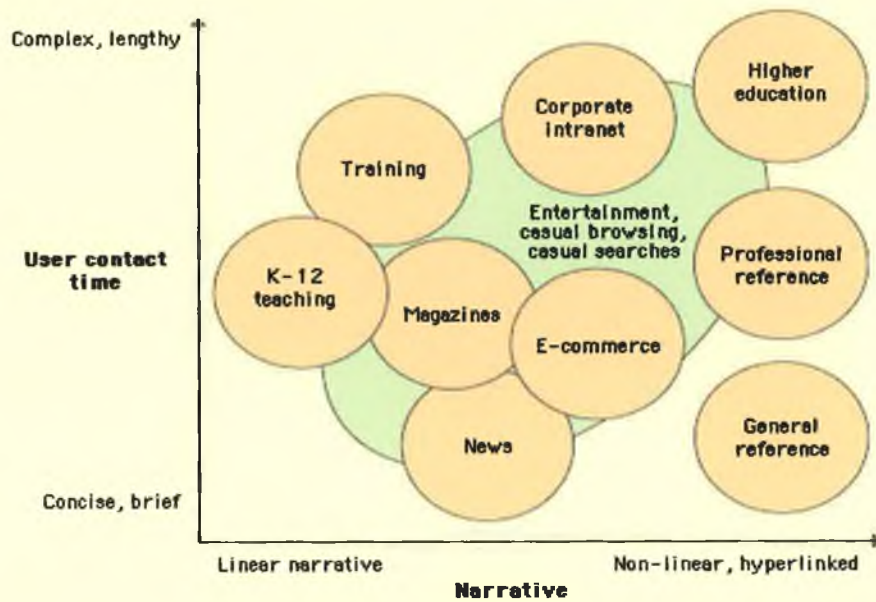 Complex, lengthy
Higher
education
Corporate
intranet
Training
Entertainment,
casual browsing,
casual searches
User contact
time
Professional
reference
K-12
teaching
Magazines
E-commerce
General
reference
News
Concise, brief
Linear narrative
Non-linear, hyperlinked
Narrative